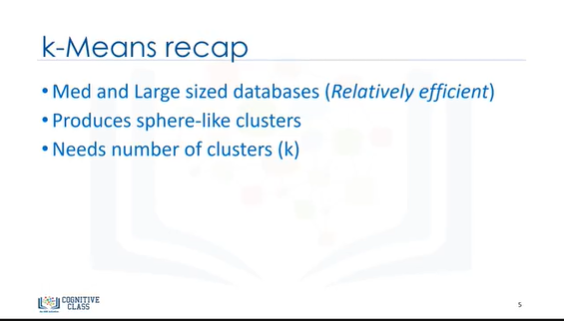 k-Means recap
• Med and Large sized databases (Relatively efficient)
• Produces sphere-like clusters
• Needs number of clusters (k)
COGNITIVE
CLASS
5